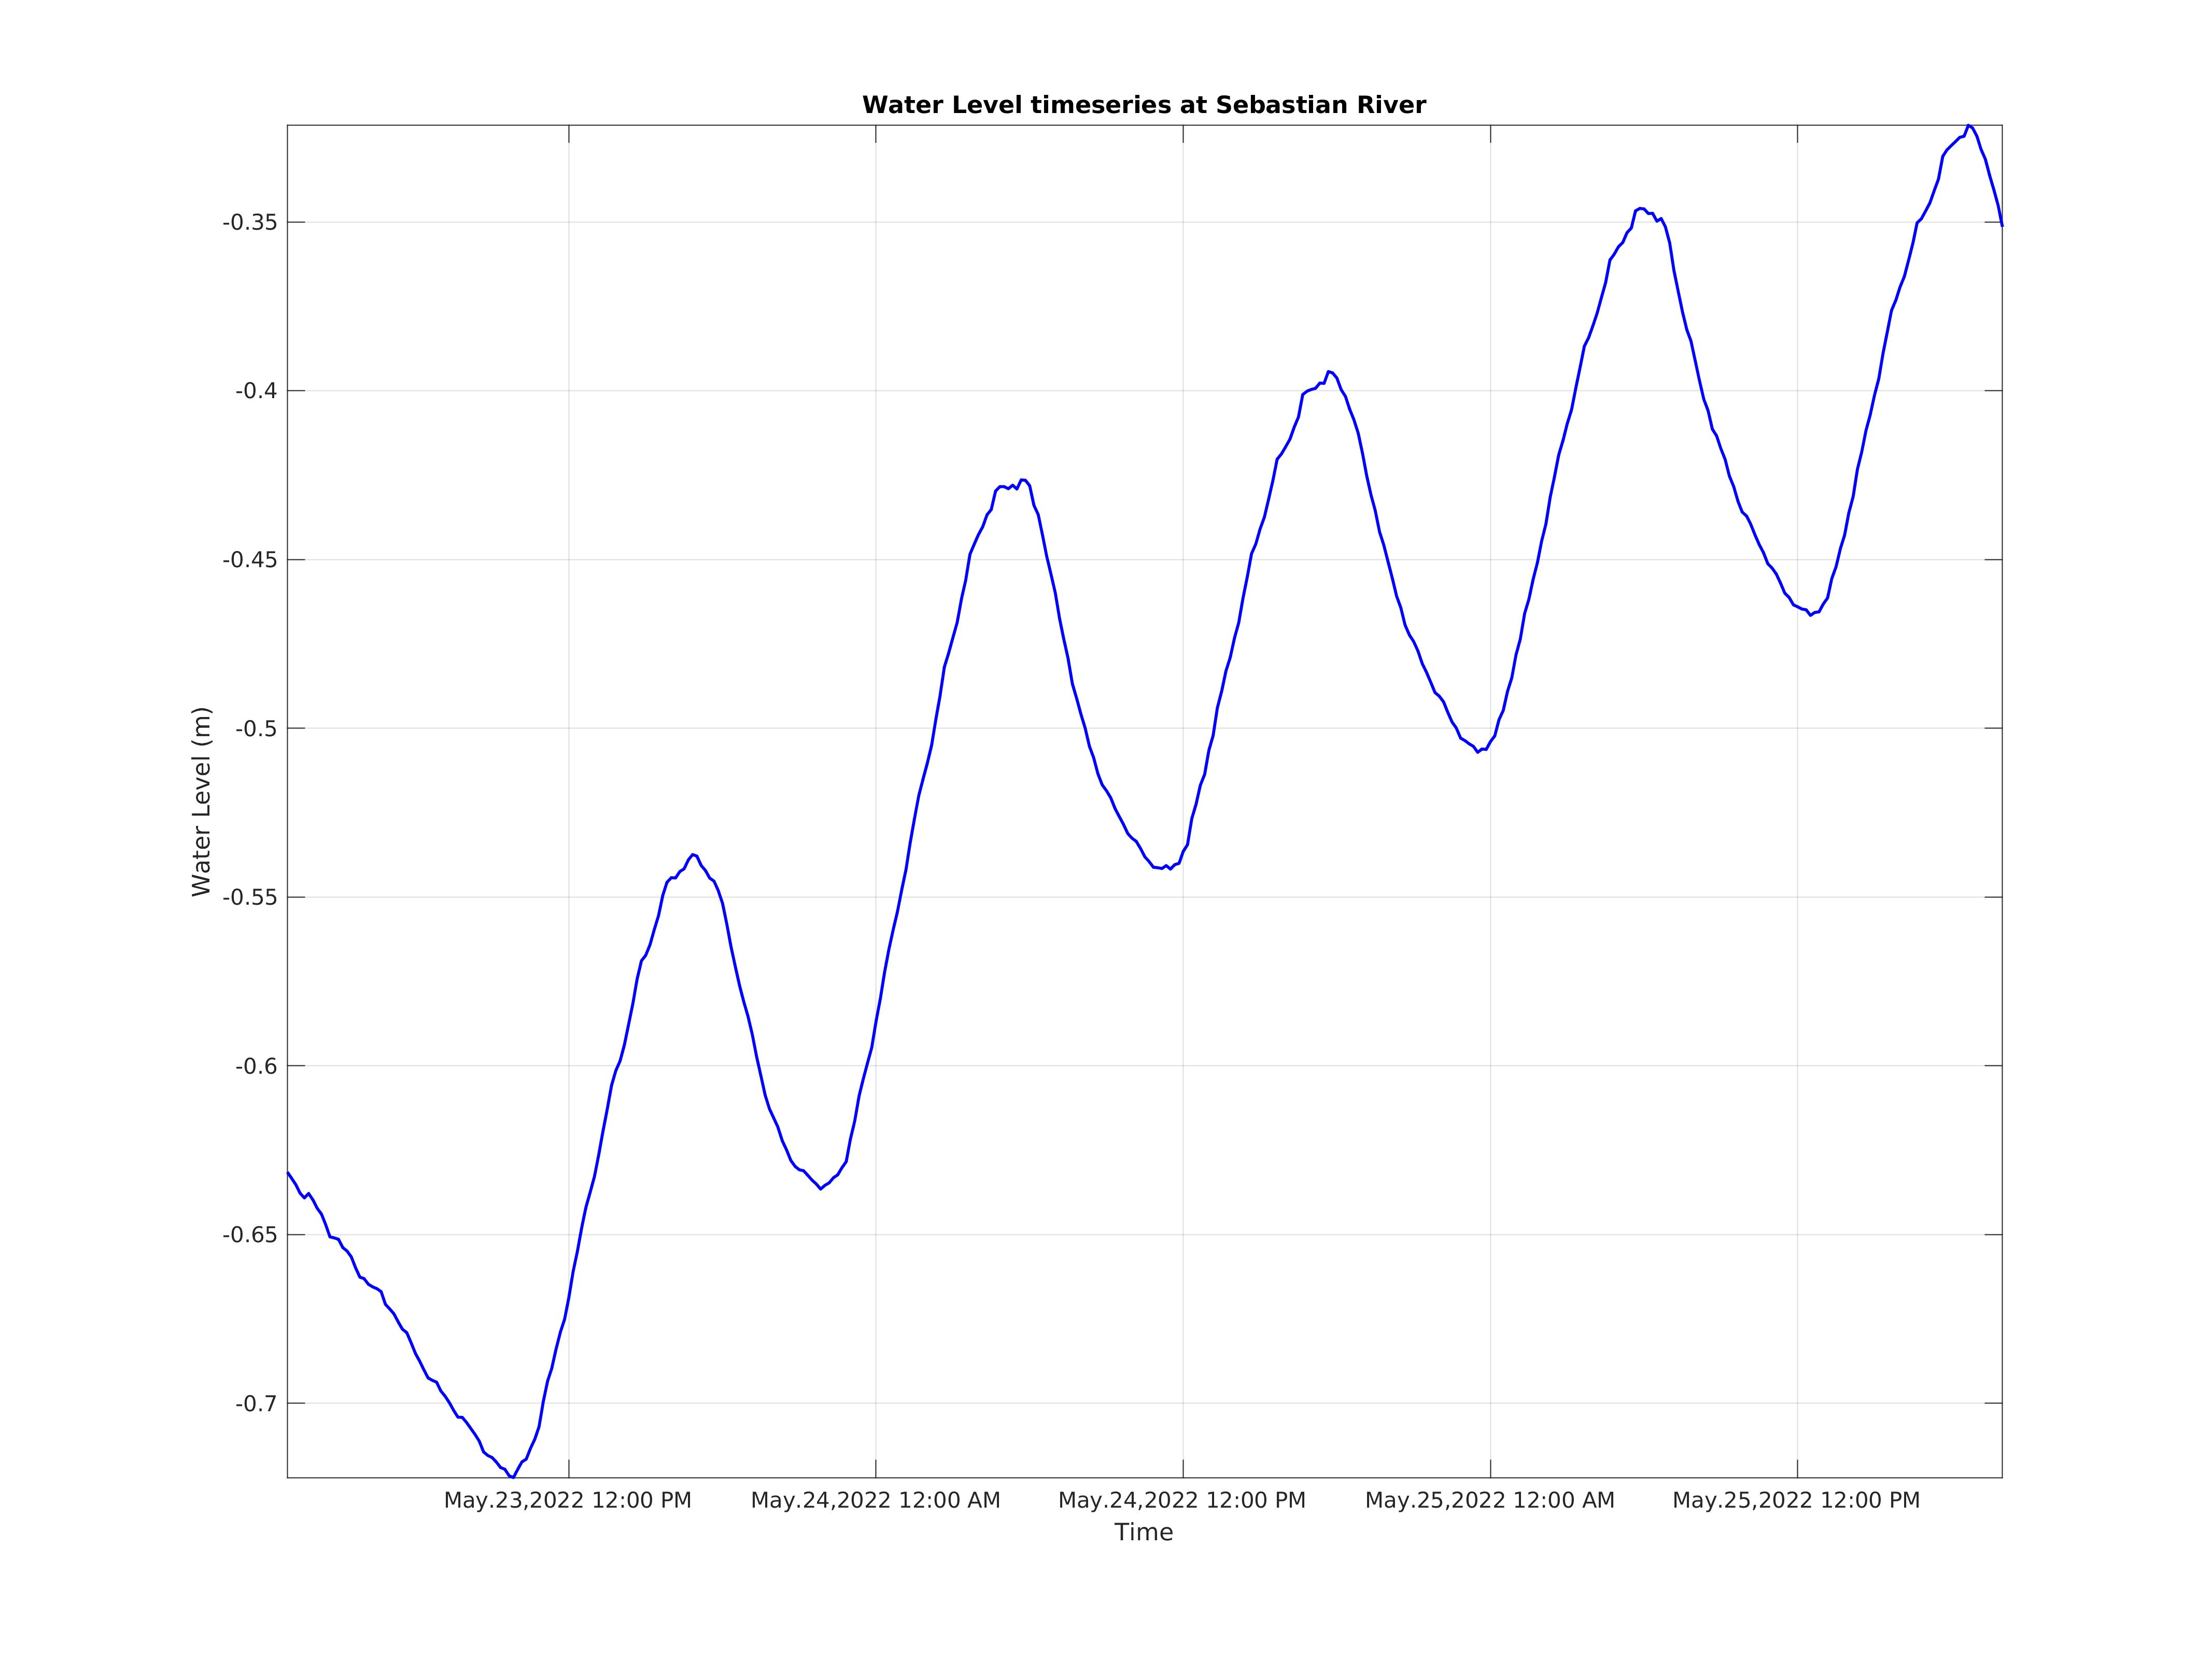 Water Level timeseries at Sebastian River
-0.35
-0.4
-0.45
-0.5
-0.55
-0.6
-0.65
-0.7
Water Level (m)
May.23,2022 12:00 PM
May.24,2022 12:00 AM
May.24,2022 12:00 PM
May.25,2022 12:00 AM
May.25,2022 12:00 PM
Time